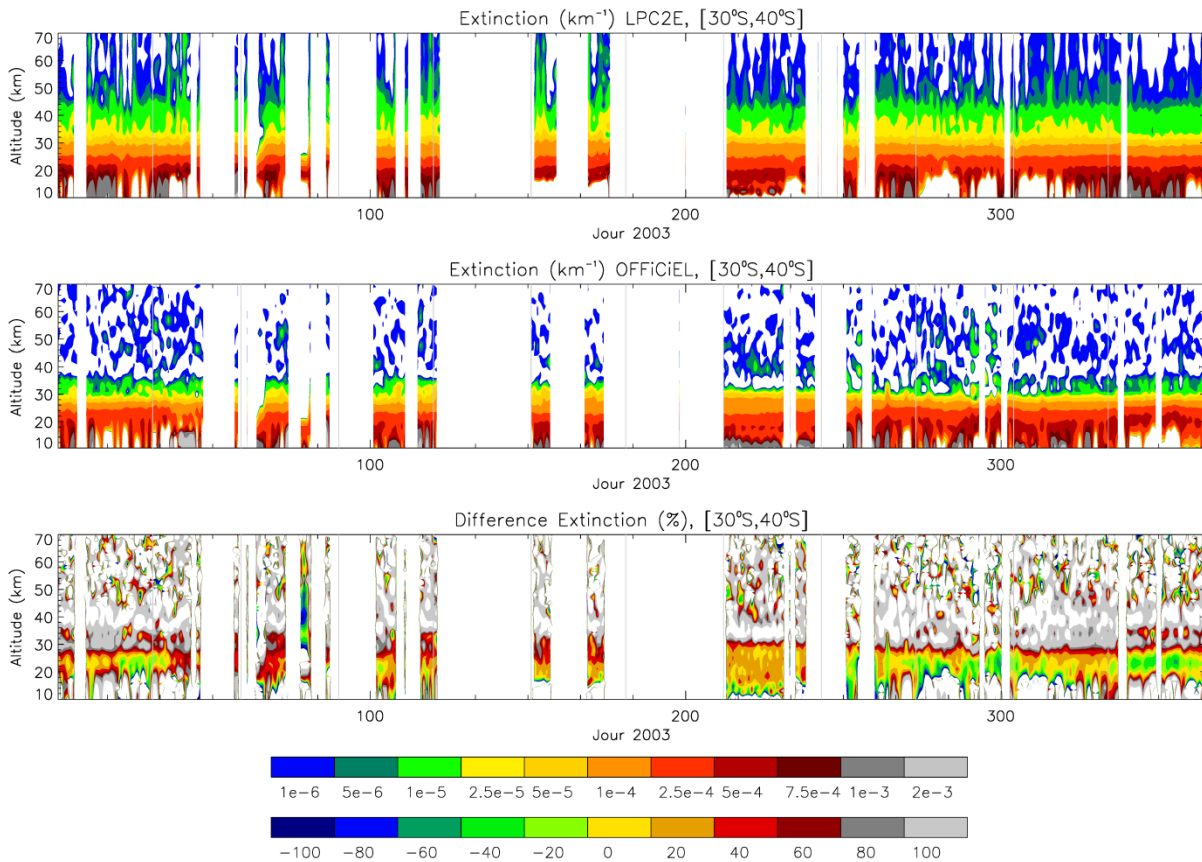 Extinction (km⁻¹) LPC2E, [30°S,40°S]
Altitude (km)
70
60
50
40
30
20
10
100
200
300
Jour 2003
Extinction (km⁻¹) OFFiCiEL, [30°S,40°S]
Altitude (km)
70
60
50
40
30
20
10
100
200
300
Jour 2003
Difference Extinction (%), [30°S,40°S]
Altitude (km)
70
60
50
40
30
20
10
100
200
300
Jour 2003
1e-6 5e-6 1e-5 2.5e-5 5e-5 1e-4 2.5e-4 5e-4 7.5e-4 1e-3 2e-3
-100 -80 -60 -40 -20 0 20 40 60 80 100